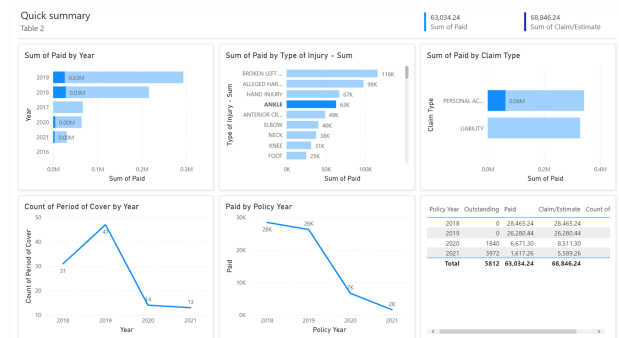 Quick summary
Table 2
63,034.24
Sum of Paid
68,846.24
Sum of Claim/Estimate
Sum of Paid by Year
Year
2019
0.03M
2018
0.03M
2017
2020
0.00M
2021
0.00M
2016
0.0M 0.1M 0.2M 0.3M
Sum of Paid
Sum of Paid by Type of Injury - Sum
Type of Injury - Sum
BROKEN LEFT ... 116K
ALLEGED HAR... 98K
HAND INJURY 67K
ANKLE 63K
ANTERIOR CR... 49K
ELBOW 40K
NECK 38K
KNEE 31K
FOOT 25K
0K 50K 100K
Sum of Paid
Sum of Paid by Claim Type
Claim Type
PERSONAL AC... 0.06M
LIABILITY
0.0M 0.2M 0.4M
Sum of Paid
Count of Period of Cover by Year
Count of Period of Cover
50
40
30
20
10
31
47
14
13
2018 2019 2020 2021
Year
Paid by Policy Year
Paid
30K
20K
10K
0K
28K
26K
7K
2K
2018 2019 2020 2021
Policy Year
Policy Year Outstanding Paid Claim/Estimate Count of
2018 0 28,465.24 28,465.24
2019 0 26,280.44 26,280.44
2020 1840 6,671.30 8,511.30
2021 3972 1,617.26 5,589.26
Total 5812 63,034.24 68,846.24